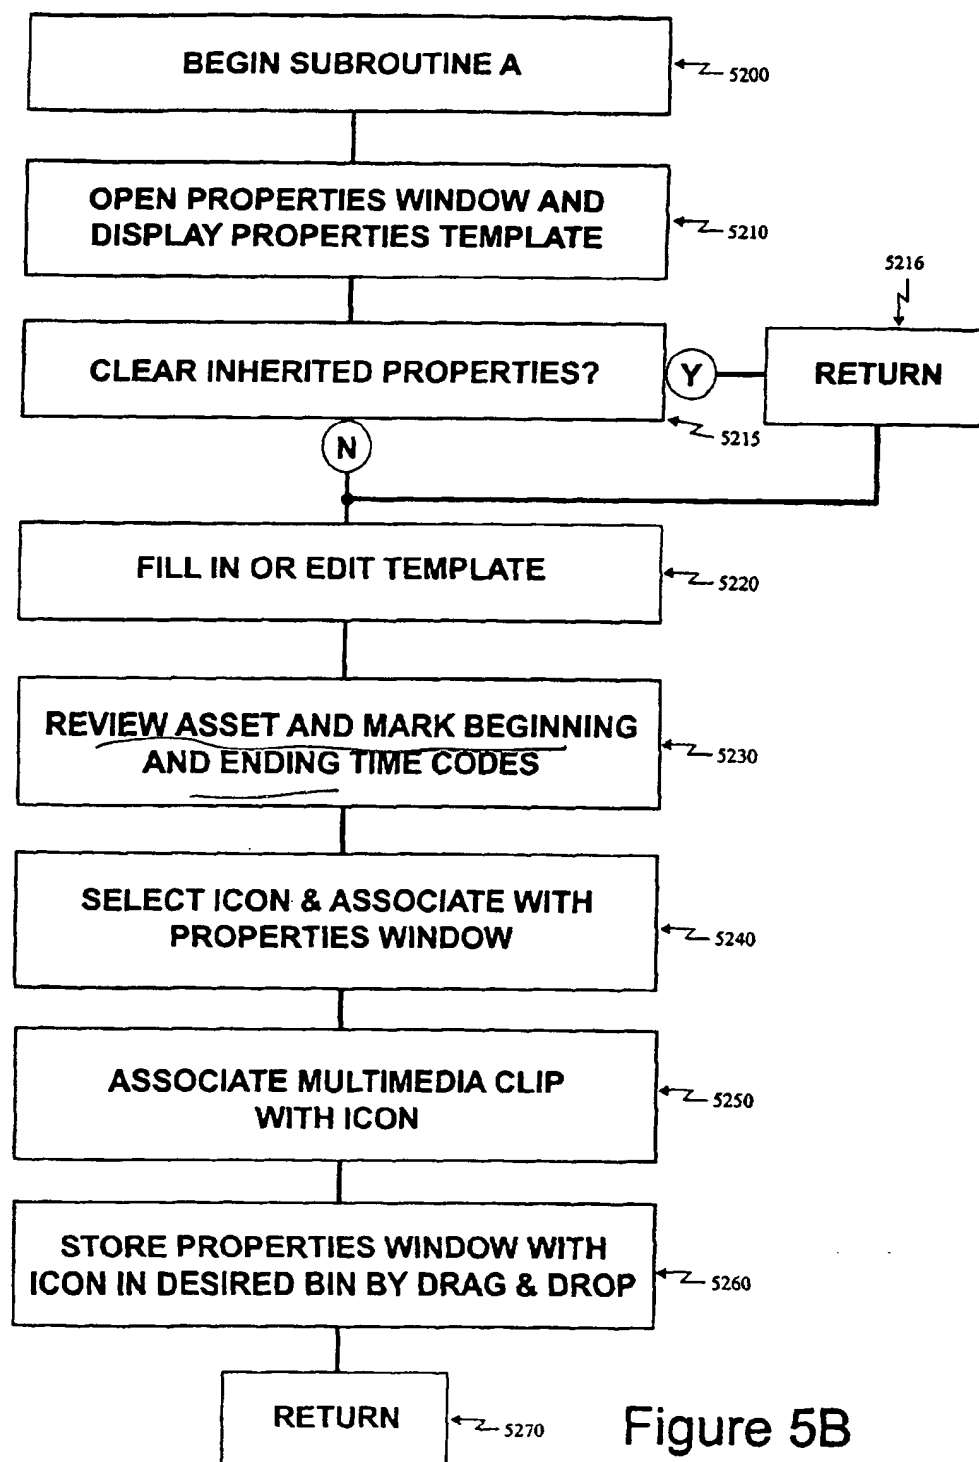 BEGIN SUBROUTINE A
5200
OPEN PROPERTIES WINDOW AND
DISPLAY PROPERTIES TEMPLATE
5210
5216
CLEAR INHERITED PROPERTIES?
Y
RETURN
5215
N
FILL IN OR EDIT TEMPLATE
5220
REVIEW ASSET AND MARK BEGINNING
AND ENDING TIME CODES
5230
SELECT ICON & ASSOCIATE WITH
PROPERTIES WINDOW
5240
ASSOCIATE MULTIMEDIA CLIP
WITH ICON
5250
STORE PROPERTIES WINDOW WITH
ICON IN DESIRED BIN BY DRAG & DROP
5260
RETURN
5270
Figure 5B